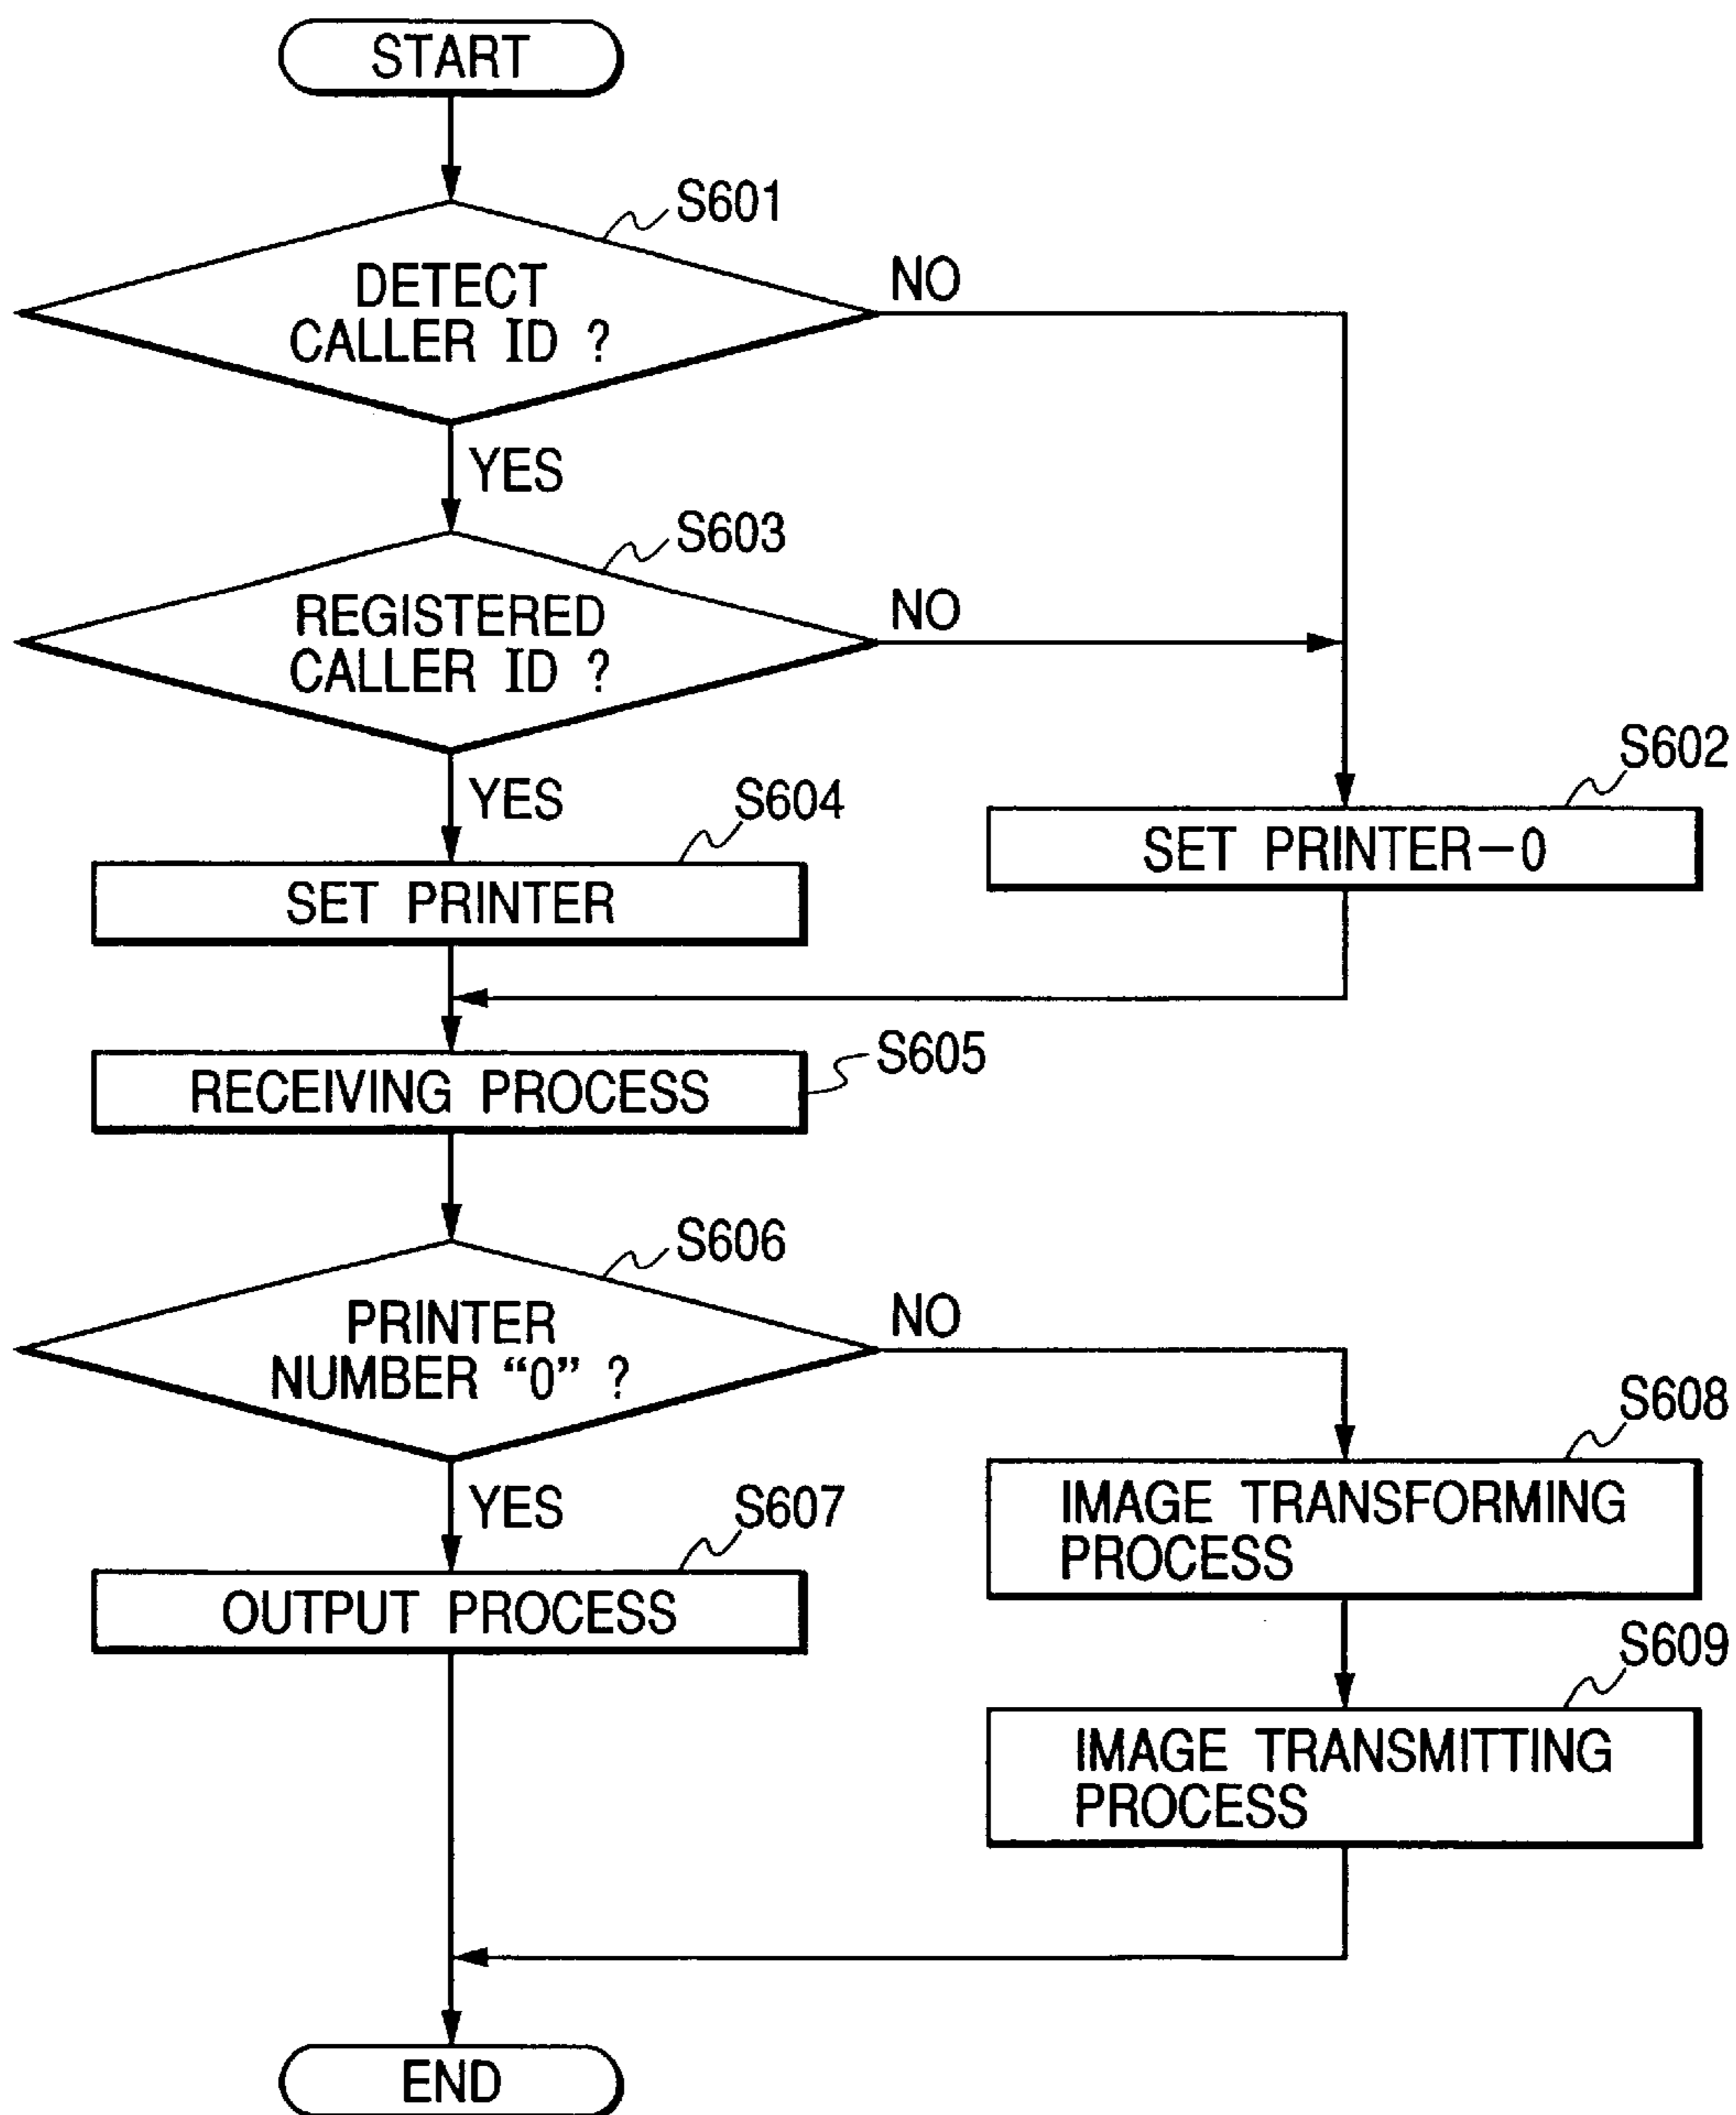 START
S601
DETECT
CALLER ID ?
NO
YES
S603
REGISTERED
CALLER ID ?
NO
YES
S602
SET PRINTER-0
S604
SET PRINTER
S605
RECEIVING PROCESS
S606
PRINTER
NUMBER “0” ?
NO
YES
S607
OUTPUT PROCESS
S608
IMAGE TRANSFORMING
PROCESS
S609
IMAGE TRANSMITTING
PROCESS
END